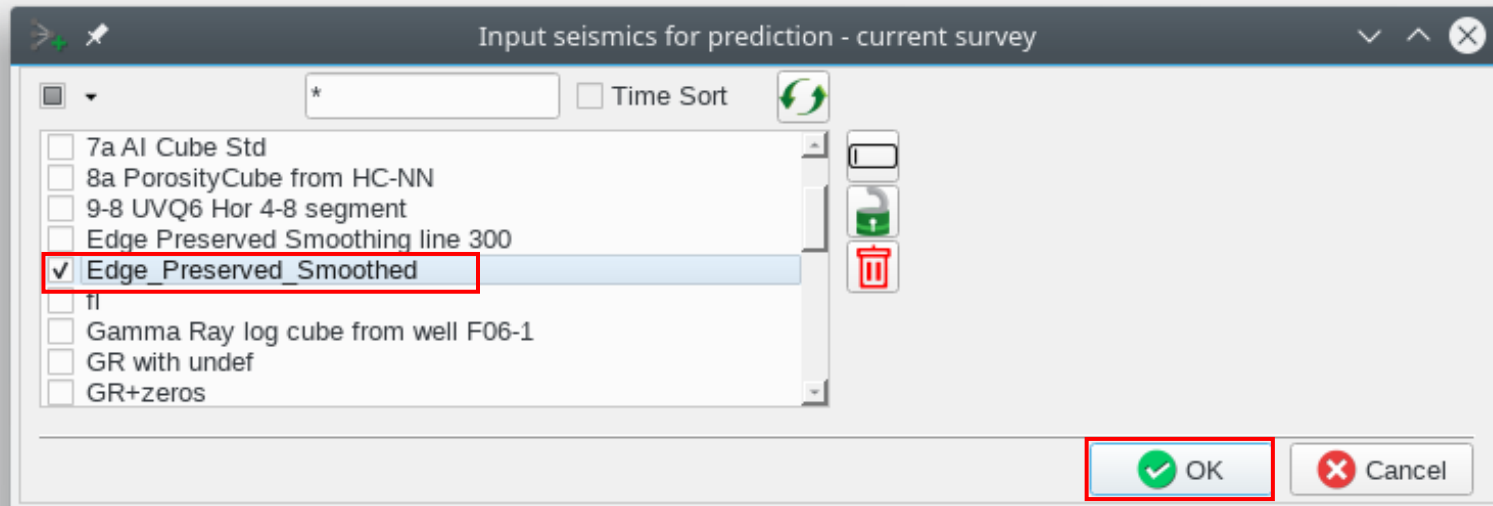 Input seismics for prediction - current survey
*
Time Sort
7a AI Cube Std
8a PorosityCube from HC-NN
9-8 UVQ6 Hor 4-8 segment
Edge Preserved Smoothing line 300
Edge_Preserved_Smoothed
fl
Gamma Ray log cube from well F06-1
GR with undef
GR+zeros
OK
Cancel